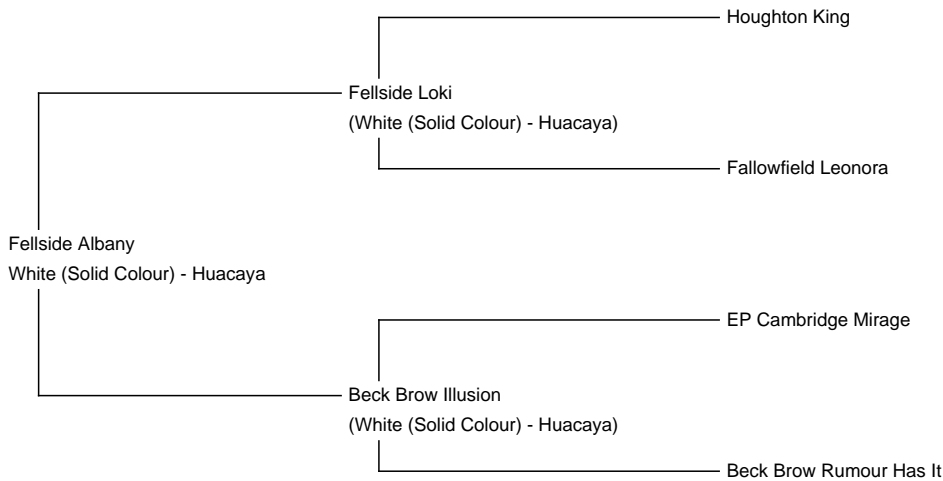 Houghton King
Fellside Loki
(White (Solid Colour) - Huacaya)
Fallowfield Leonora
Fellside Albany
White (Solid Colour) - Huacaya
EP Cambridge Mirage
Beck Brow Illusion
(White (Solid Colour) - Huacaya)
Beck Brow Rumour Has It